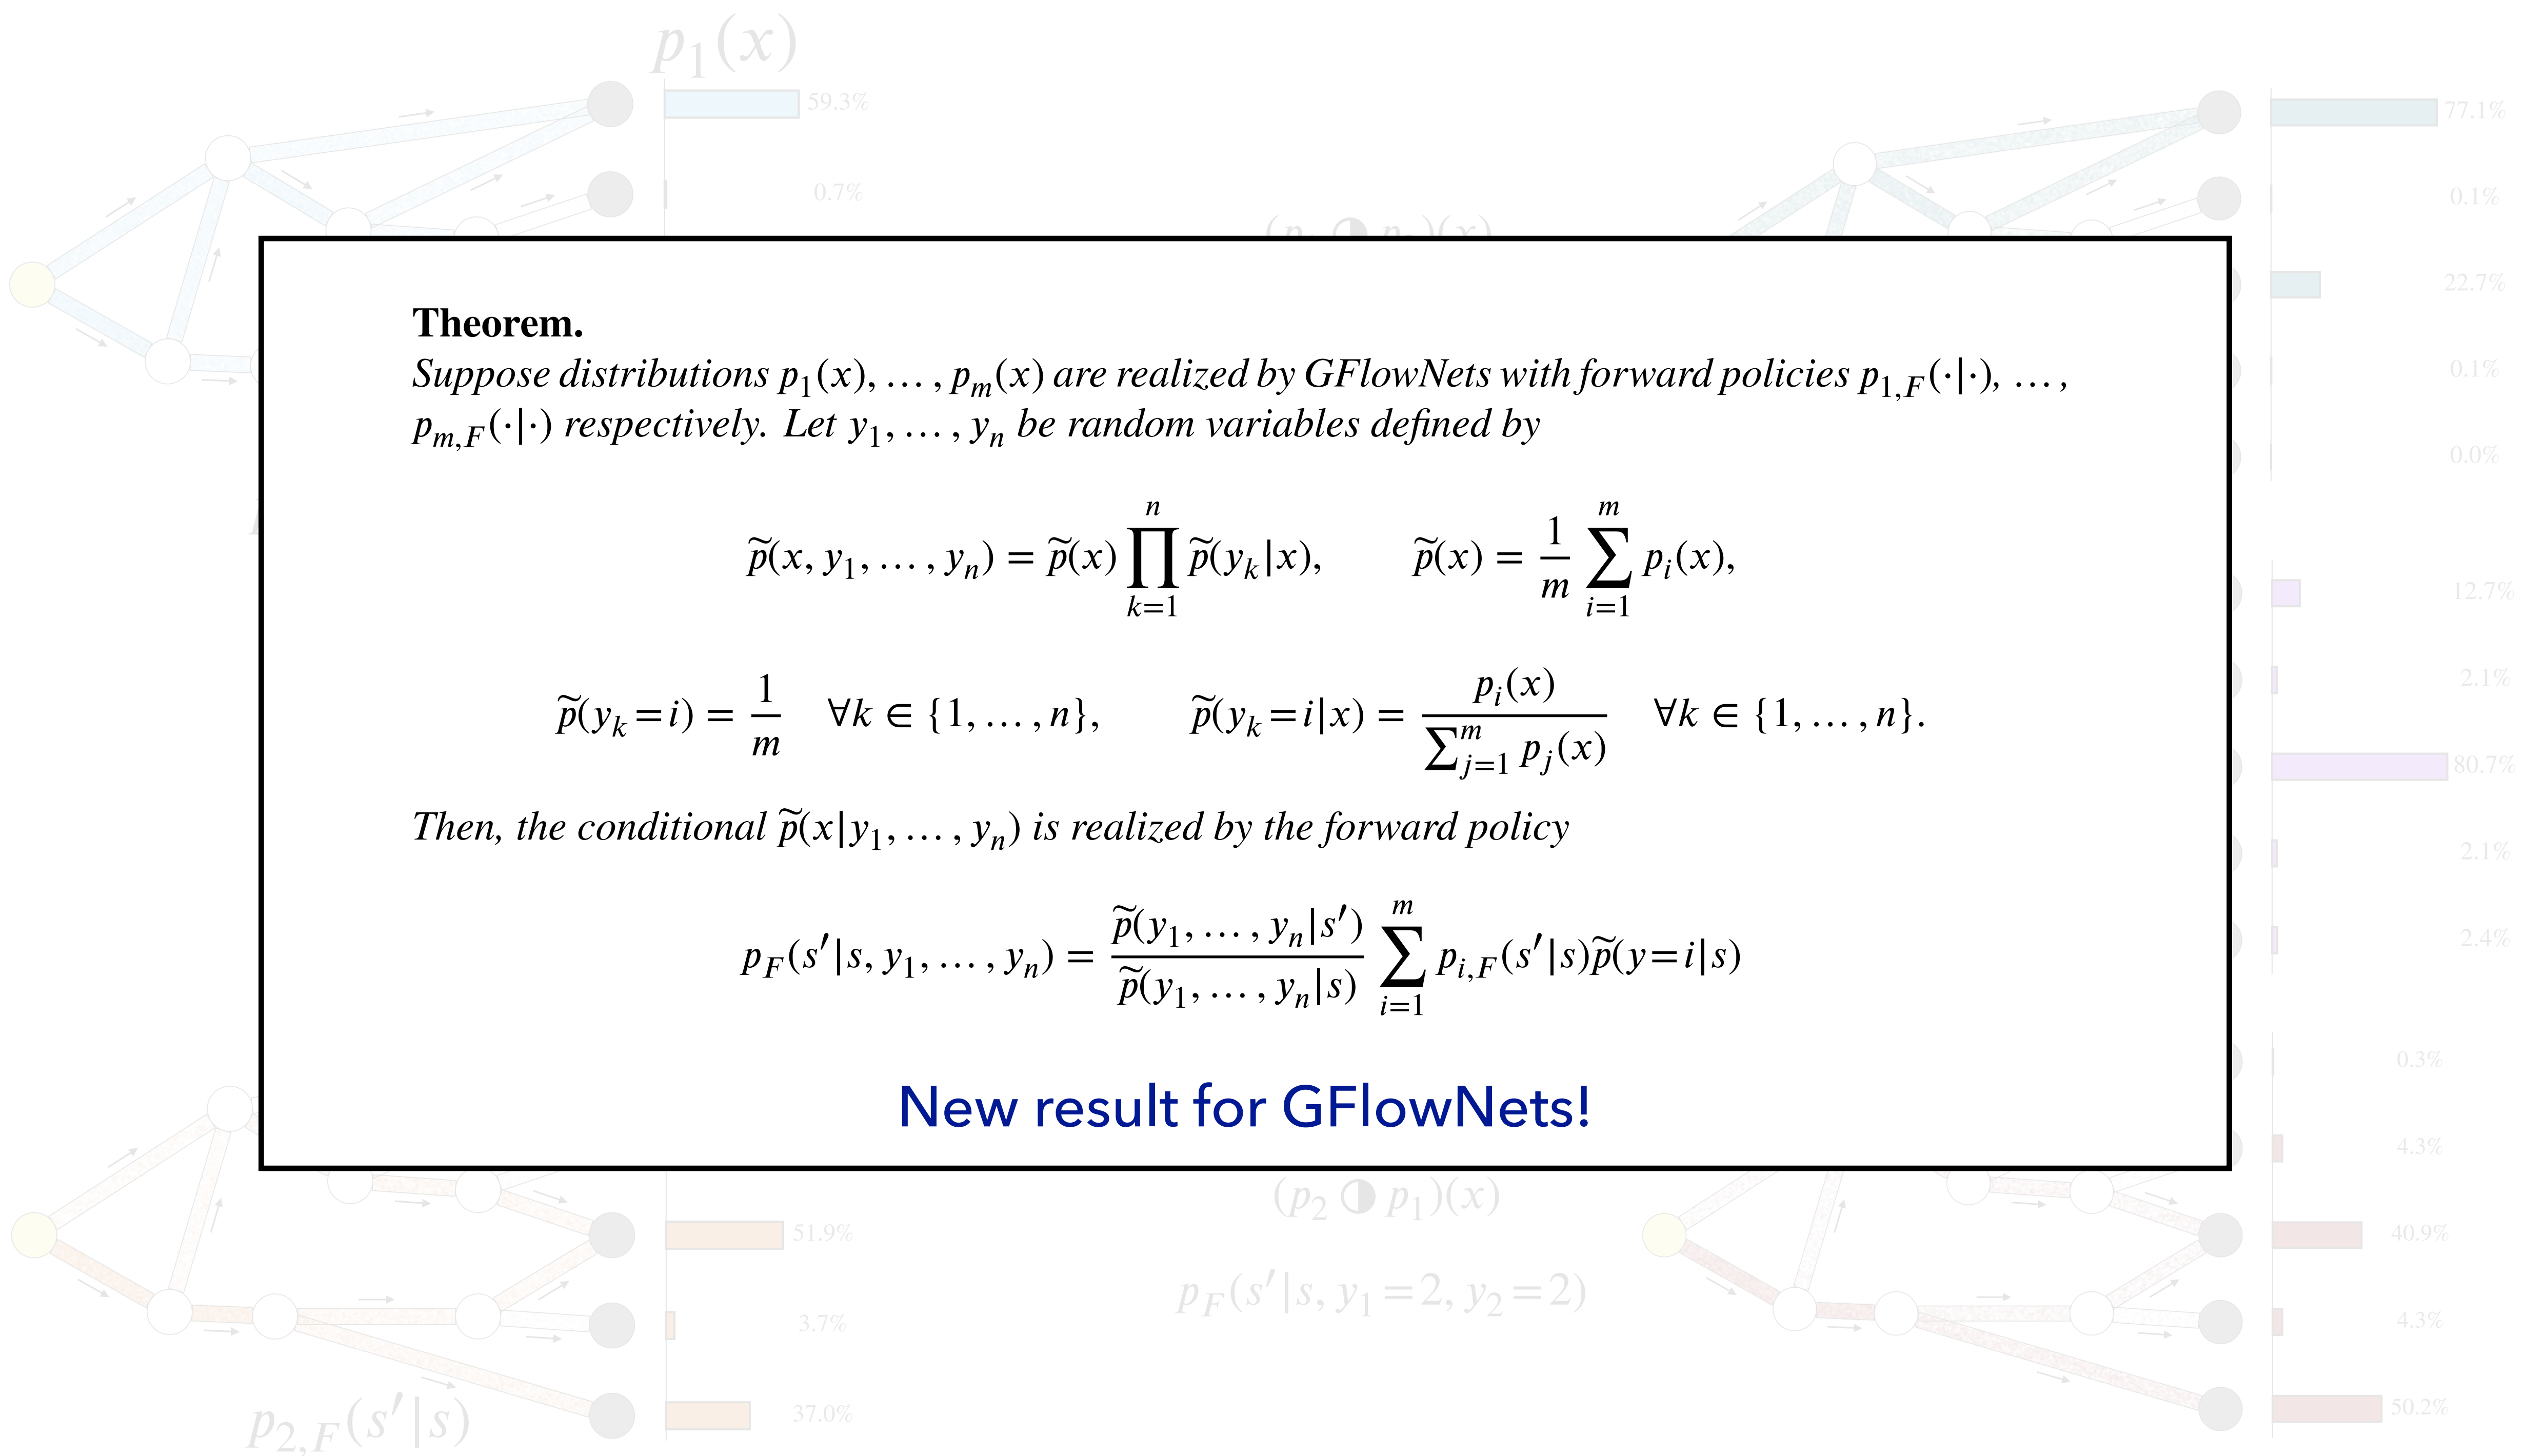 p₁(x)
59.3%
77.1%
0.7%
0.1%
22.7%
0.1%
0.0%
Theorem.
Suppose distributions p₁(x), … , pₘ(x) are realized by GFlowNets with forward policies p₁,F(·|·), … ,
pₘ,F(·|·) respectively. Let y₁, … , yₙ be random variables defined by
p̃(x, y₁, … , yₙ) = p̃(x) ∏ₖ₌₁ⁿ p̃(yₖ|x), p̃(x) = 1/m ∑ᵢ₌₁ᵐ pᵢ(x),
p̃(yₖ=i) = 1/m ∀k ∈ {1, … , n}, p̃(yₖ=i|x) = pᵢ(x) / ∑ⱼ₌₁ᵐ pⱼ(x) ∀k ∈ {1, … , n}.
Then, the conditional p̃(x|y₁, … , yₙ) is realized by the forward policy
p_F(s′|s, y₁, … , yₙ) = p̃(y₁, … , yₙ|s′) / p̃(y₁, … , yₙ|s) ∑ᵢ₌₁ᵐ pᵢ,F(s′|s)p̃(y=i|s)
New result for GFlowNets!
12.7%
2.1%
80.7%
2.1%
2.4%
0.3%
4.3%
40.9%
4.3%
50.2%
(p₂ ◑ p₁)(x)
p_F(s′|s, y₁=2, y₂=2)
51.9%
3.7%
37.0%
p₂,F(s′|s)